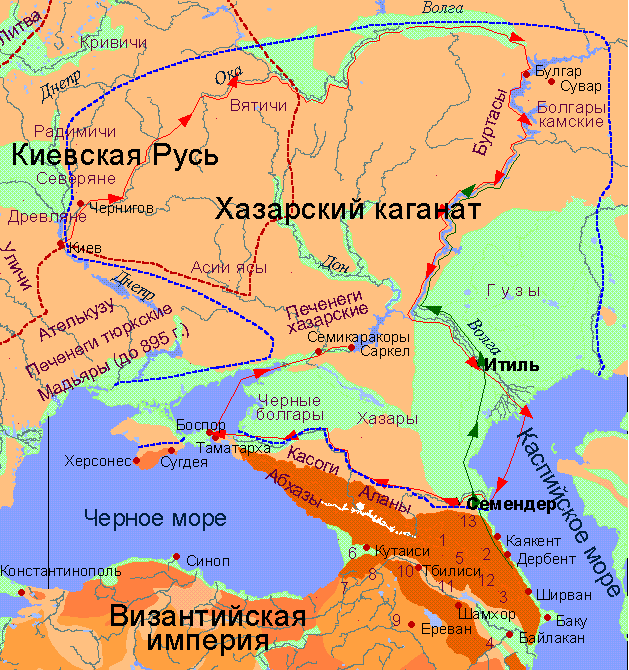 Литва
Кривичи
Волга
Днепр
Ока
Булгар
Сувар
Вятичи
Болгары
камские
Буртасы
Радимичи
Киевская Русь
Северяне
Хазарский каганат
Древляне
Чернигов
Киев
Уличи
Асии ясы
Дон
Гузы
Днепр
Ателькузу
Печенеги
хазарские
Печенеги тюркские
Волга
Семикаракоры
Мадьяры (до 895 г.)
Саркел
Итиль
Черные
болгары
Хазары
Боспор
Таматарха
Херсонес
Сугдея
Касоги
Каспийское море
Абхазы
Аланы
Семендер
Черное море
13
1
Каякент
6
Кутаиси
5
2
Дербент
Синоп
Константинополь
8
10
Тбилиси
7
11
12
3
Ширван
Византийская
империя
Шамхор
9
Ереван
Баку
4
Байлакан